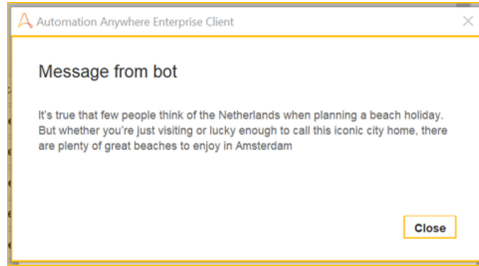 Automation Anywhere Enterprise Client
Message from bot
It's true that few people think of the Netherlands when planning a beach holiday.
But whether you're just visiting or lucky enough to call this iconic city home, there
are plenty of great beaches to enjoy in Amsterdam
Close